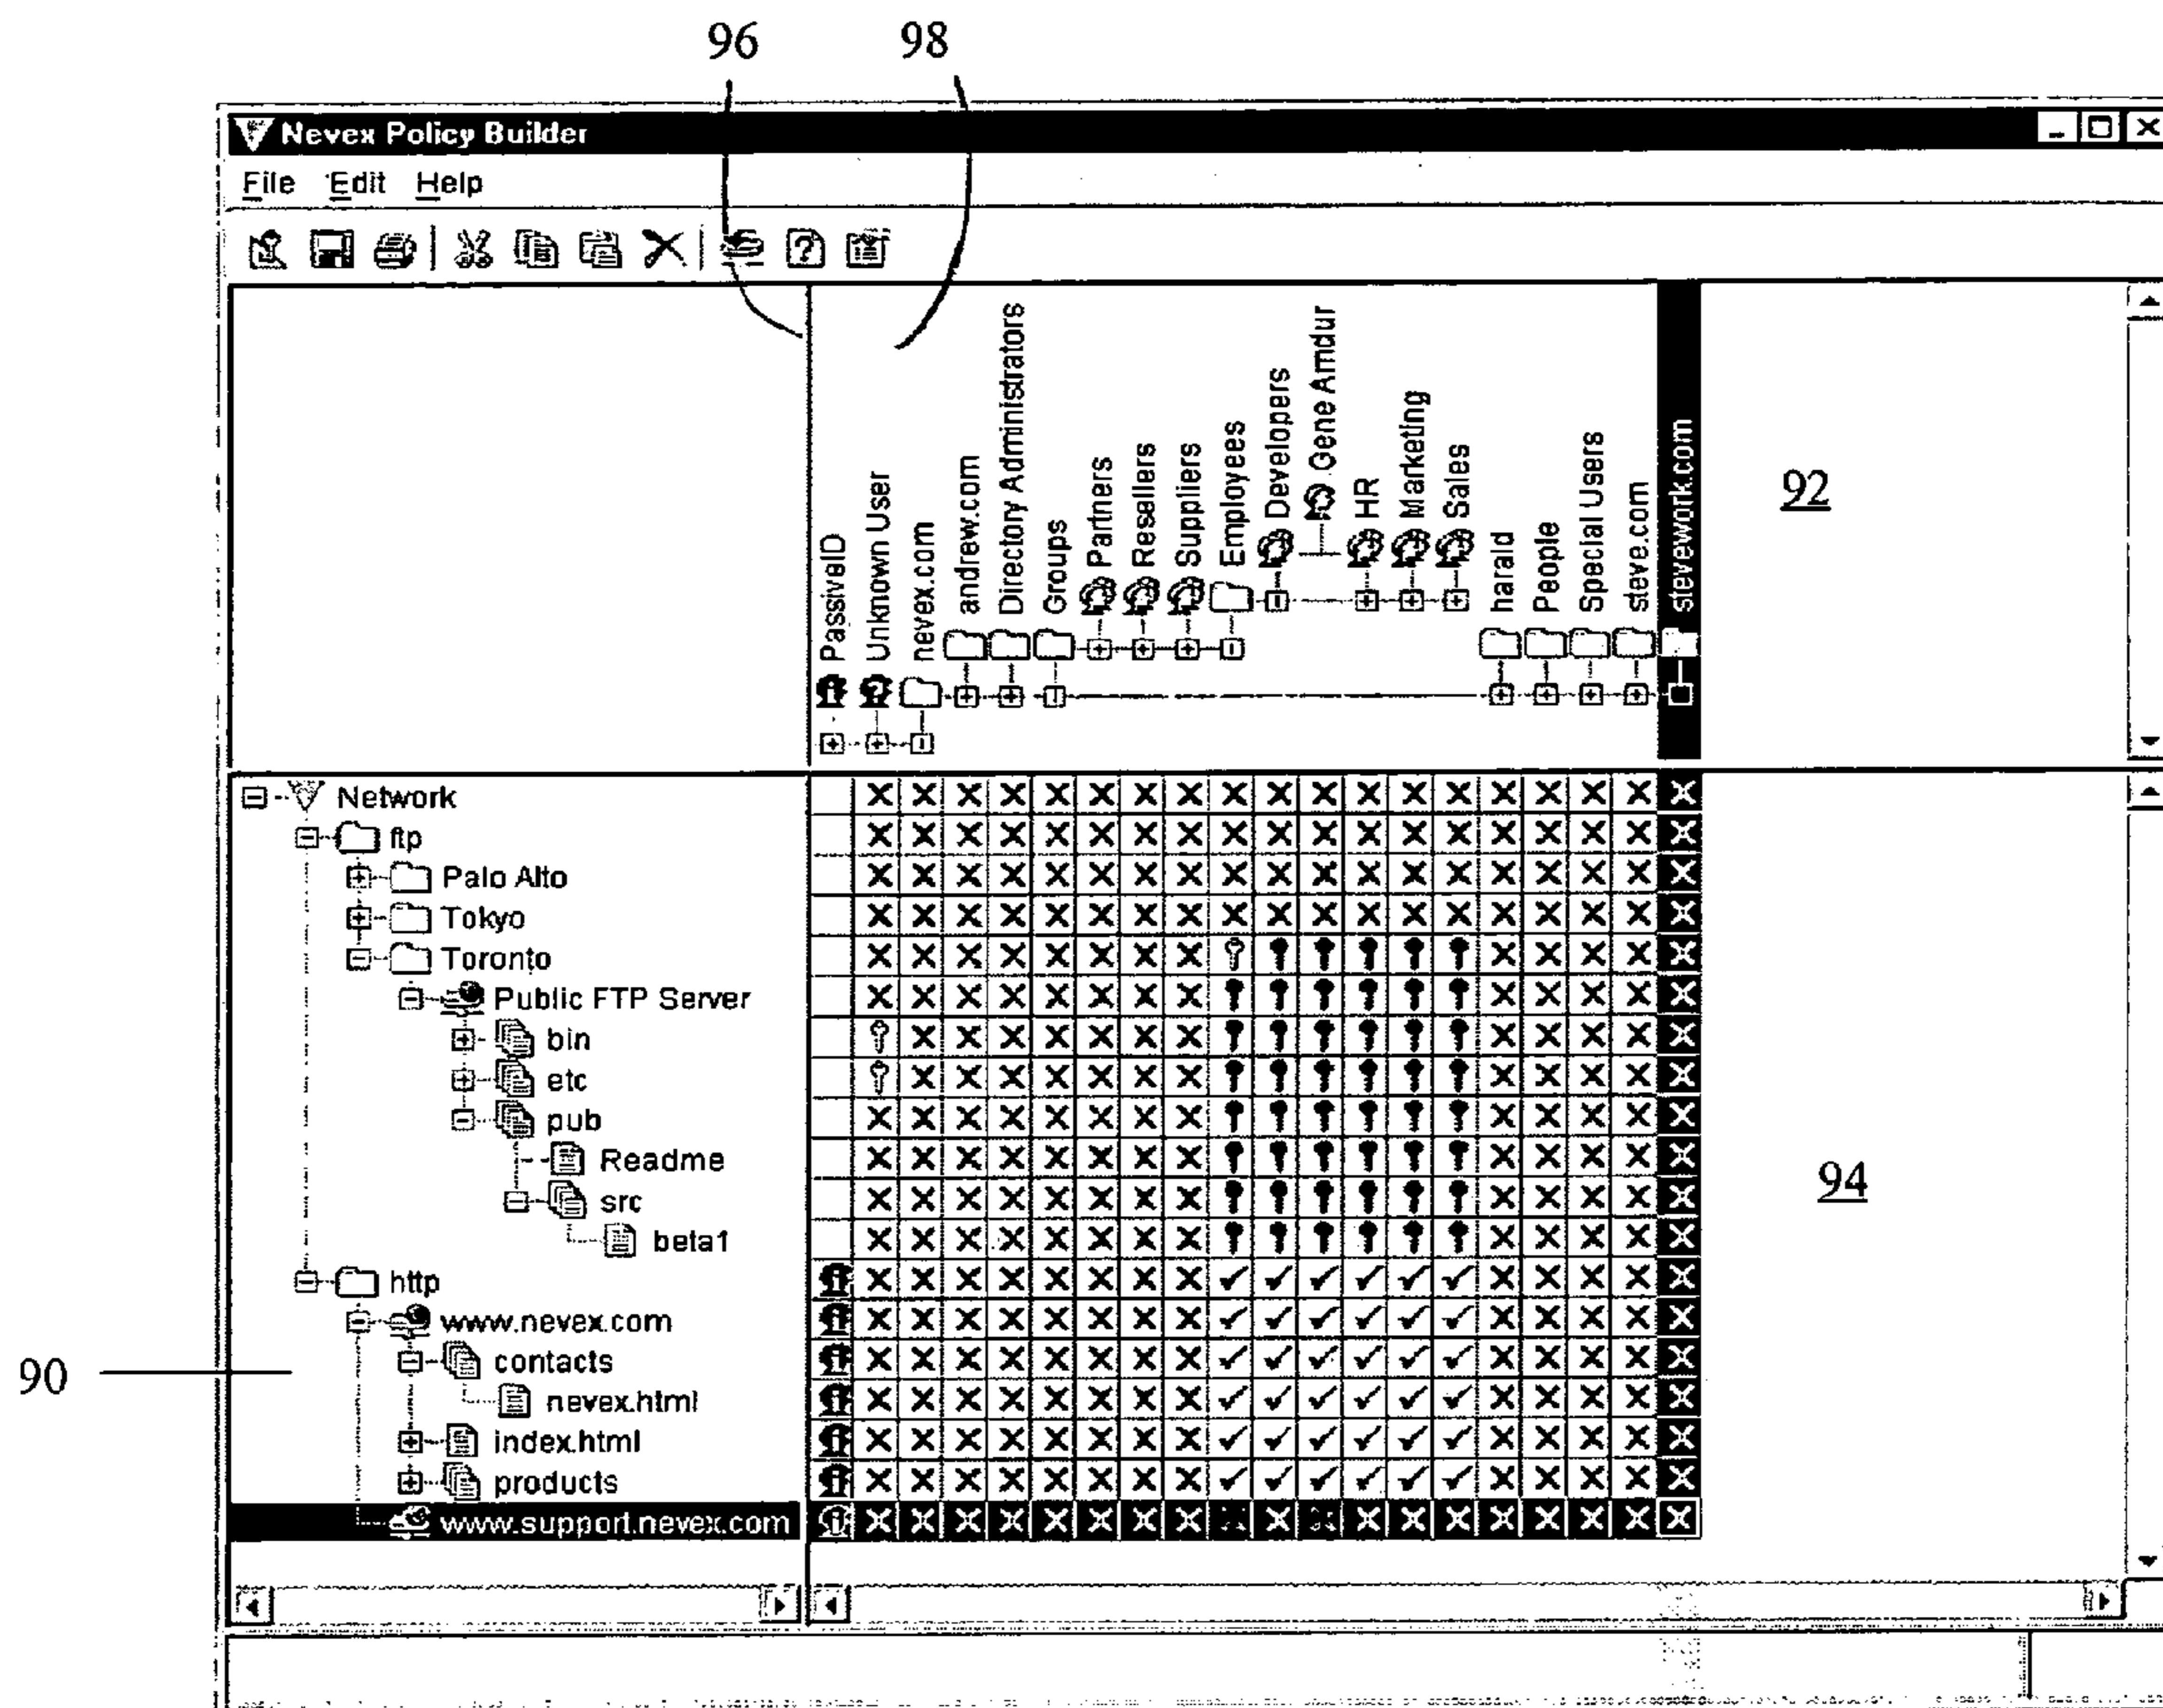 96 98
Nevex Policy Builder
File Edit Help
PassiveID
Unknown User
nevex.com
andrew.com
Directory Administrators
Groups
Partners
Resellers
Suppliers
Employees
Developers
Gene Amdur
HR
Marketing
Sales
harald
People
Special Users
steve.com
stevework.com
92
Network
ftp
Palo Alto
Tokyo
Toronto
Public FTP Server
bin
etc
pub
Readme
src
beta1
http
www.nevex.com
contacts
nevex.html
index.html
products
www.support.nevex.com
94
90